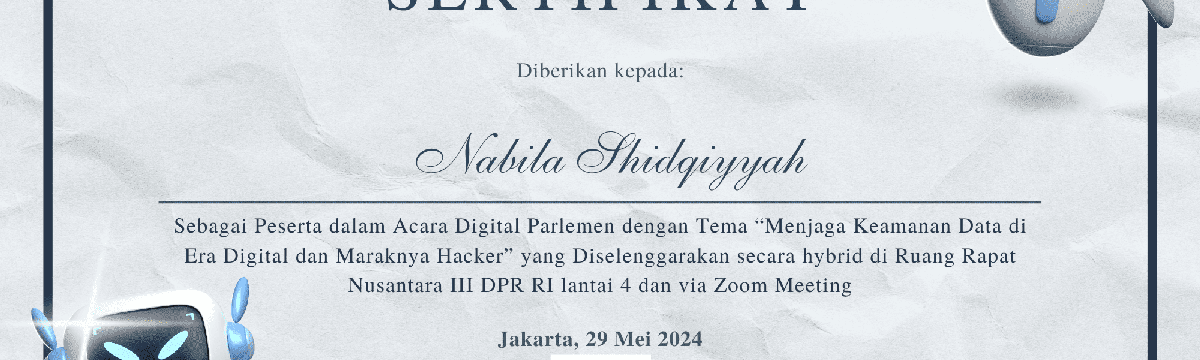 SERTIFIKAT
Diberikan kepada:
Nabila Shidqiyyah
Sebagai Peserta dalam Acara Digital Parlemen dengan Tema “Menjaga Keamanan Data di
Era Digital dan Maraknya Hacker” yang Diselenggarakan secara hybrid di Ruang Rapat
Nusantara III DPR RI lantai 4 dan via Zoom Meeting
Jakarta, 29 Mei 2024